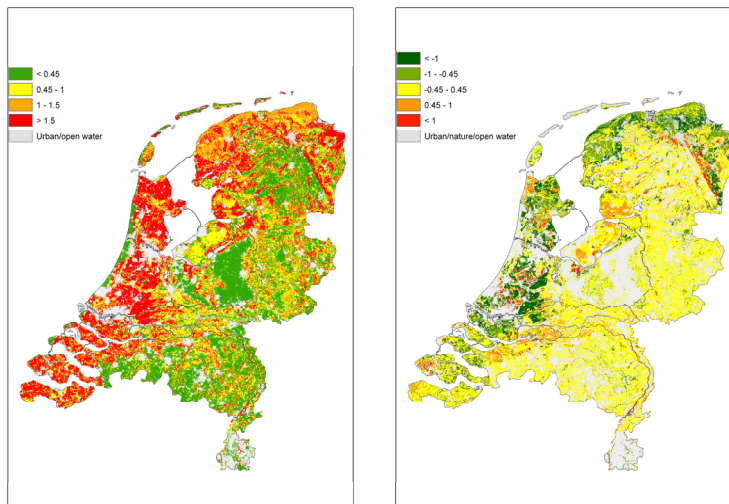 < 0.45
0.45 - 1
1 - 1.5
> 1.5
Urban/open water
< -1
-1 - -0.45
-0.45 - 0.45
0.45 - 1
< 1
Urban/nature/open water